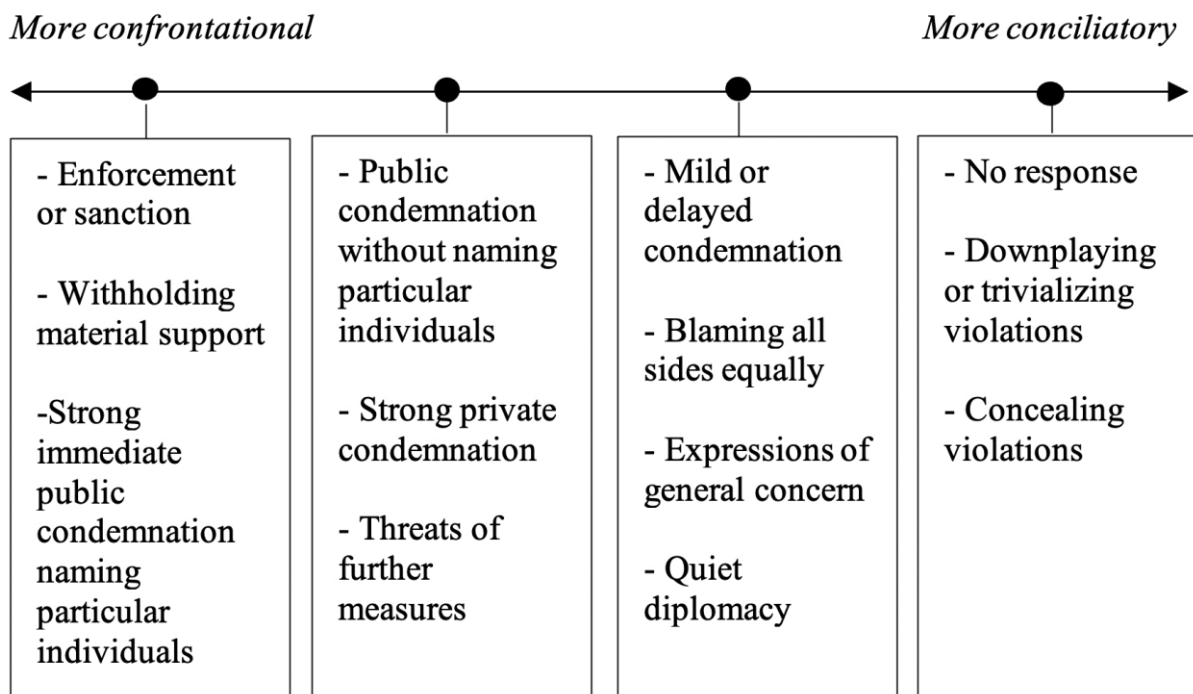 More confrontational
More conciliatory
- Enforcement
or sanction
- Withholding
material support
-Strong
immediate
public
condemnation
naming
particular
individuals
- Public
condemnation
without naming
particular
individuals
- Strong private
condemnation
- Threats of
further
measures
- Mild or
delayed
condemnation
- Blaming all
sides equally
- Expressions of
general concern
- Quiet
diplomacy
- No response
- Downplaying
or trivializing
violations
- Concealing
violations